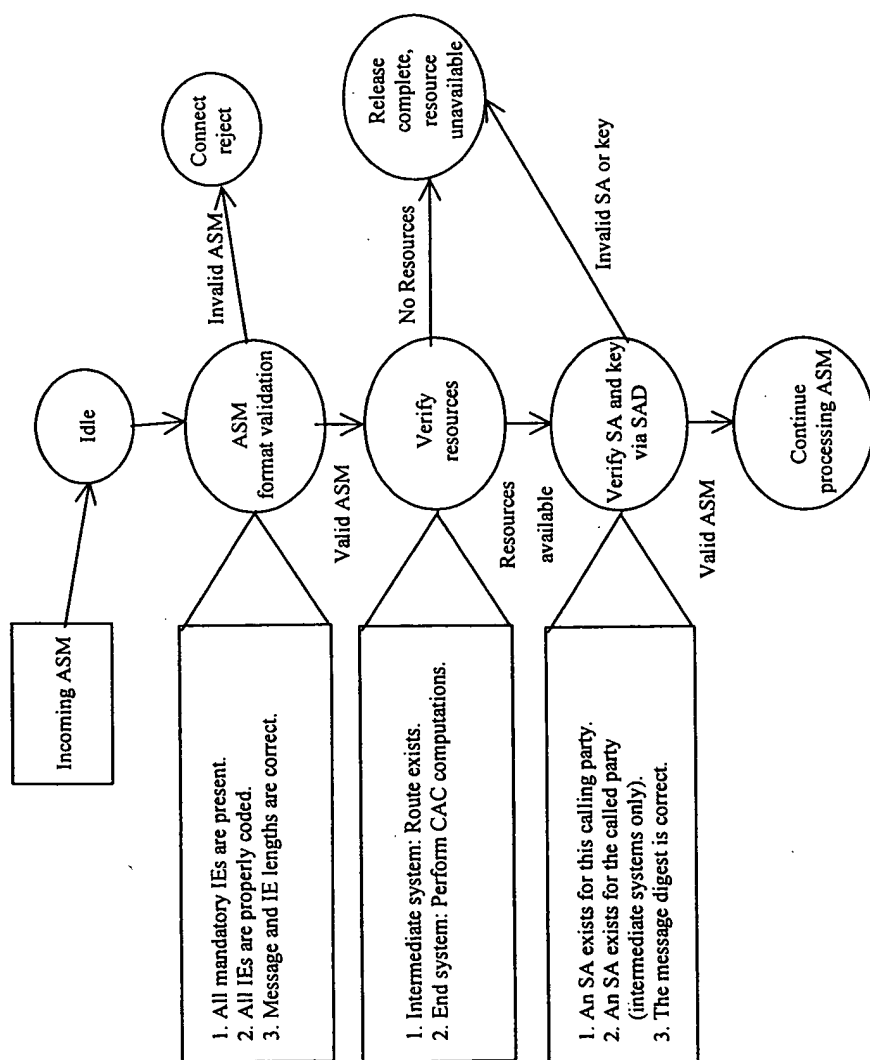 Incoming ASM
Idle
1. All mandatory IEs are present.
2. All IEs are properly coded.
3. Message and IE lengths are correct.
ASM
format validation
Invalid ASM
Connect
reject
Valid ASM
1. Intermediate system: Route exists.
2. End system: Perform CAC computations.
Verify
resources
No Resources
Release
complete,
resource
unavailable
Resources
available
1. An SA exists for this calling party.
2. An SA exists for the called party
(intermediate systems only).
3. The message digest is correct.
Verify SA and key
via SAD
Invalid SA or key
Valid ASM
Continue
processing ASM